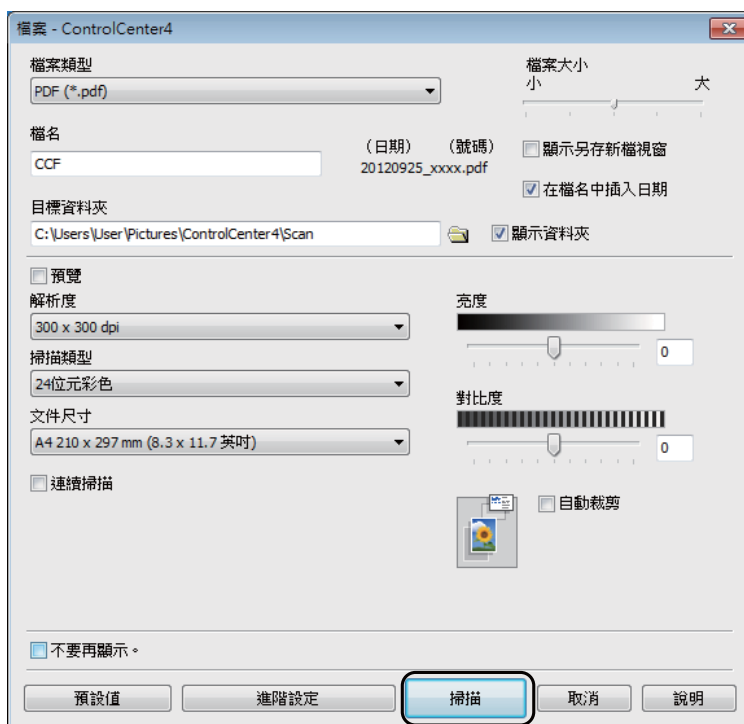 檔案 - ControlCenter4
檔案類型
PDF (*.pdf)
檔案大小
小 大
檔名
CCF
(日期) (號碼)
20120925_xxxx.pdf
顯示另存新檔視窗
在檔名中插入日期
目標資料夾
C:\Users\User\Pictures\ControlCenter4\Scan
顯示資料夾
預覽
解析度
300 x 300 dpi
掃描類型
24位元彩色
文件尺寸
A4 210 x 297 mm (8.3 x 11.7 英吋)
連續掃描
亮度
0
對比度
0
自動裁剪
不要再顯示。
預設值 進階設定 掃描 取消 說明